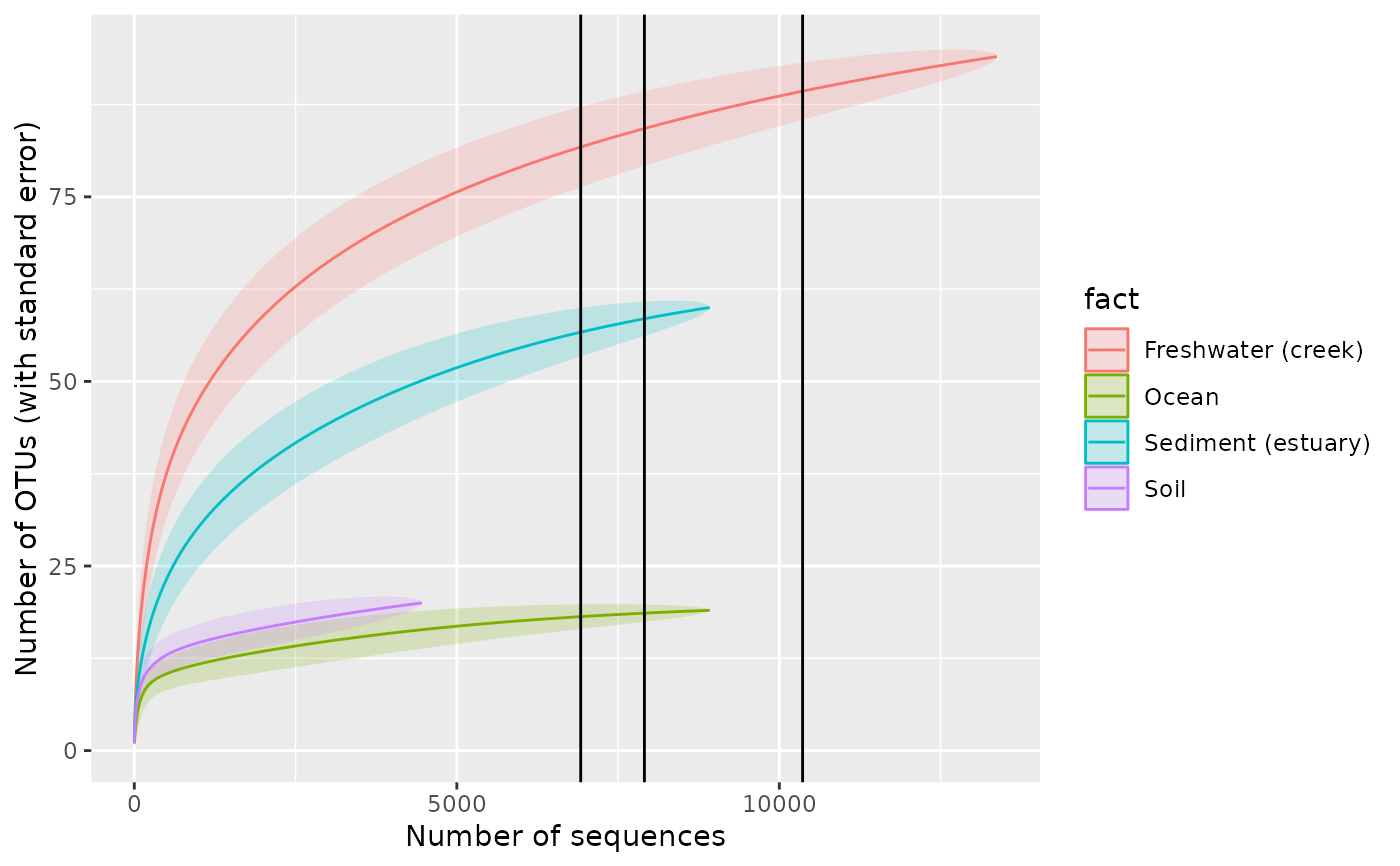 Number of OTUs (with standard error)
75
50
25
0
0
5000
10000
Number of sequences
fact
Freshwater (creek)
Ocean
Sediment (estuary)
Soil